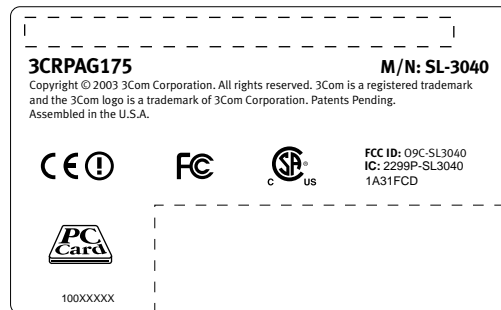 3CRPAG175 M/N: SL-3040
Copyright © 2003 3Com Corporation. All rights reserved. 3Com is a registered trademark
and the 3Com logo is a trademark of 3Com Corporation. Patents Pending.
Assembled in the U.S.A.
CE FC C SA ® US
FCC ID: O9C-SL3040
IC: 2299P-SL3040
1A31FCD
PC
Card
100XXXXX